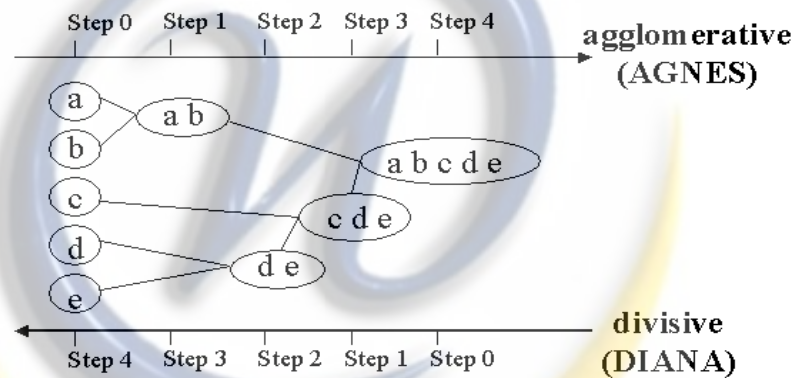 Step 0 Step 1 Step 2 Step 3 Step 4
agglomerative
(AGNES)
a
a b
b
a b c d e
c
c d e
d
d e
e
divisive
(DIANA)
Step 4 Step 3 Step 2 Step 1 Step 0